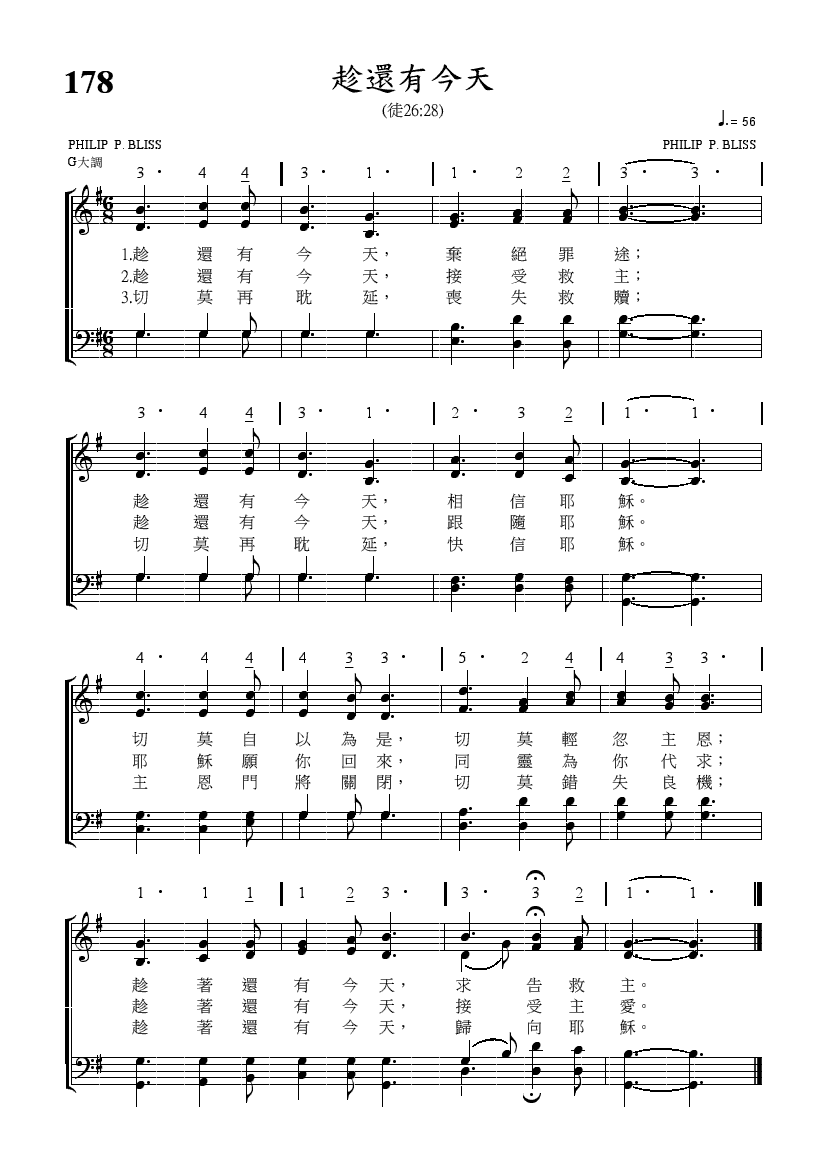 178
趁還有今天
(徒26:28)
♩. = 56
PHILIP P. BLISS PHILIP P. BLISS
G大調
3 · 4 4 | 3 · 1 · | 1 · 2 2 | 3 · 3 · |
1.趁還有今天，棄絕罪途；
2.趁還有今天，接受救主；
3.切莫再耽延，喪失救贖；
3 · 4 4 | 3 · 1 · | 2 · 3 2 | 1 · 1 · |
趁還有今天，相信耶穌。
趁還有今天，跟隨耶穌。
切莫再耽延，快信耶穌。
4 · 4 4 | 4 3 3 · | 5 · 2 4 | 4 3 3 · |
切莫自以為是，切莫輕忽主恩；
耶穌願你回來，同靈為你代求；
主恩門將關閉，切莫錯失良機；
1 · 1 1 | 1 2 3 · | 3 · 3 2 | 1 · 1 ·
趁著還有今天，求告救主。
趁著還有今天，接受主愛。
趁著還有今天，歸向耶穌。